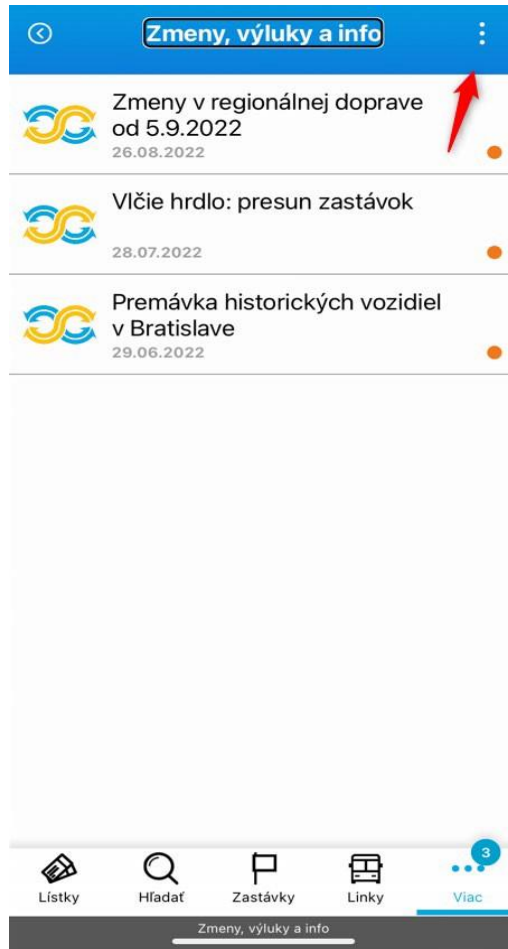 Zmeny, výluky a info
Zmeny v regionálnej doprave
od 5.9.2022
26.08.2022
Vlčie hrdlo: presun zastávok
28.07.2022
Premávka historických vozidiel
v Bratislave
29.06.2022
3
Lístky
Hľadať
Zastávky
Linky
Viac
Zmeny, výluky a info